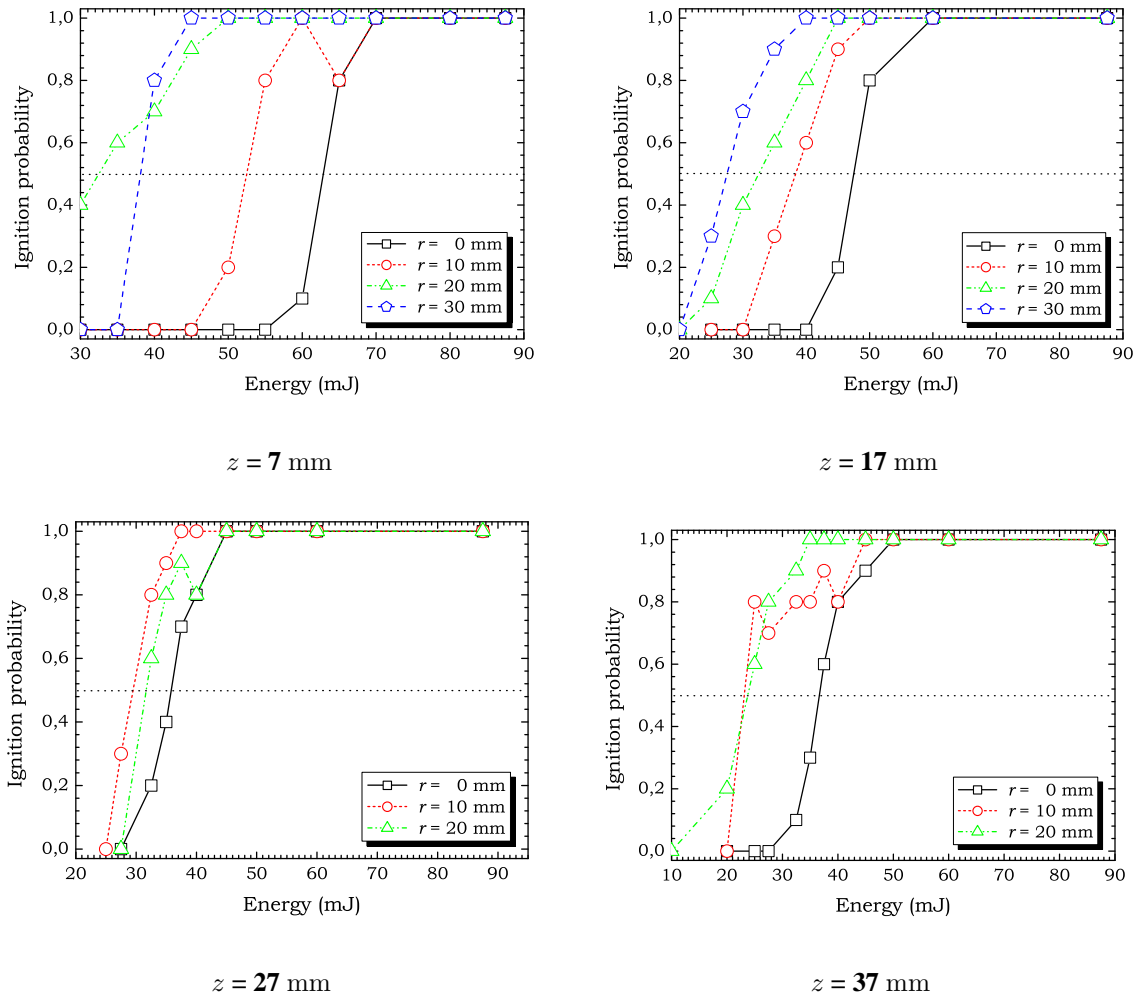 1,0
0,8
0,6
0,4
0,2
0,0
Ignition probability
r = 0 mm
r = 10 mm
r = 20 mm
r = 30 mm
30 40 50 60 70 80 90
Energy (mJ)
z = 7 mm
1,0
0,8
0,6
0,4
0,2
0,0
Ignition probability
r = 0 mm
r = 10 mm
r = 20 mm
r = 30 mm
20 30 40 50 60 70 80 90
Energy (mJ)
z = 17 mm
1,0
0,8
0,6
0,4
0,2
0,0
Ignition probability
r = 0 mm
r = 10 mm
r = 20 mm
20 30 40 50 60 70 80 90
Energy (mJ)
z = 27 mm
1,0
0,8
0,6
0,4
0,2
0,0
Ignition probability
r = 0 mm
r = 10 mm
r = 20 mm
10 20 30 40 50 60 70 80 90
Energy (mJ)
z = 37 mm